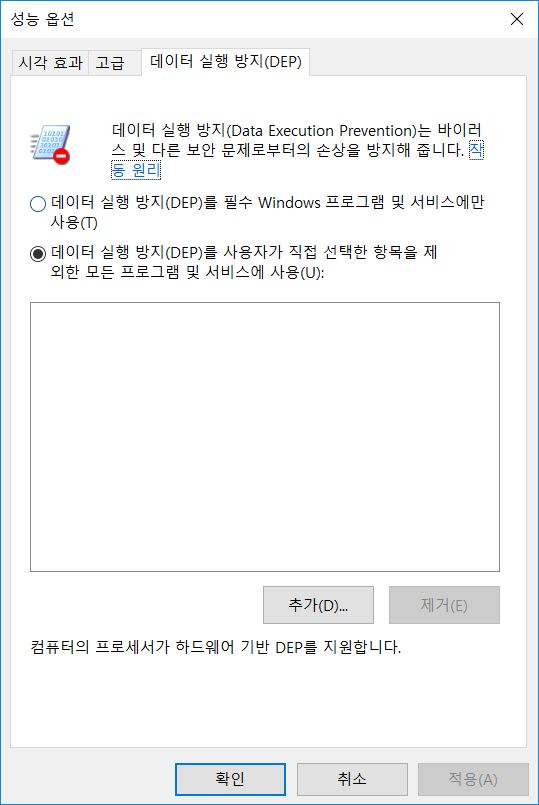 성능 옵션
시각 효과 고급 데이터 실행 방지(DEP)
데이터 실행 방지(Data Execution Prevention)는 바이러
스 및 다른 보안 문제로부터의 손상을 방지해 줍니다. 작
동 원리
데이터 실행 방지(DEP)를 필수 Windows 프로그램 및 서비스에만
사용(T)
데이터 실행 방지(DEP)를 사용자가 직접 선택한 항목을 제
외한 모든 프로그램 및 서비스에 사용(U):
추가(D)... 제거(E)
컴퓨터의 프로세서가 하드웨어 기반 DEP를 지원합니다.
확인 취소 적용(A)